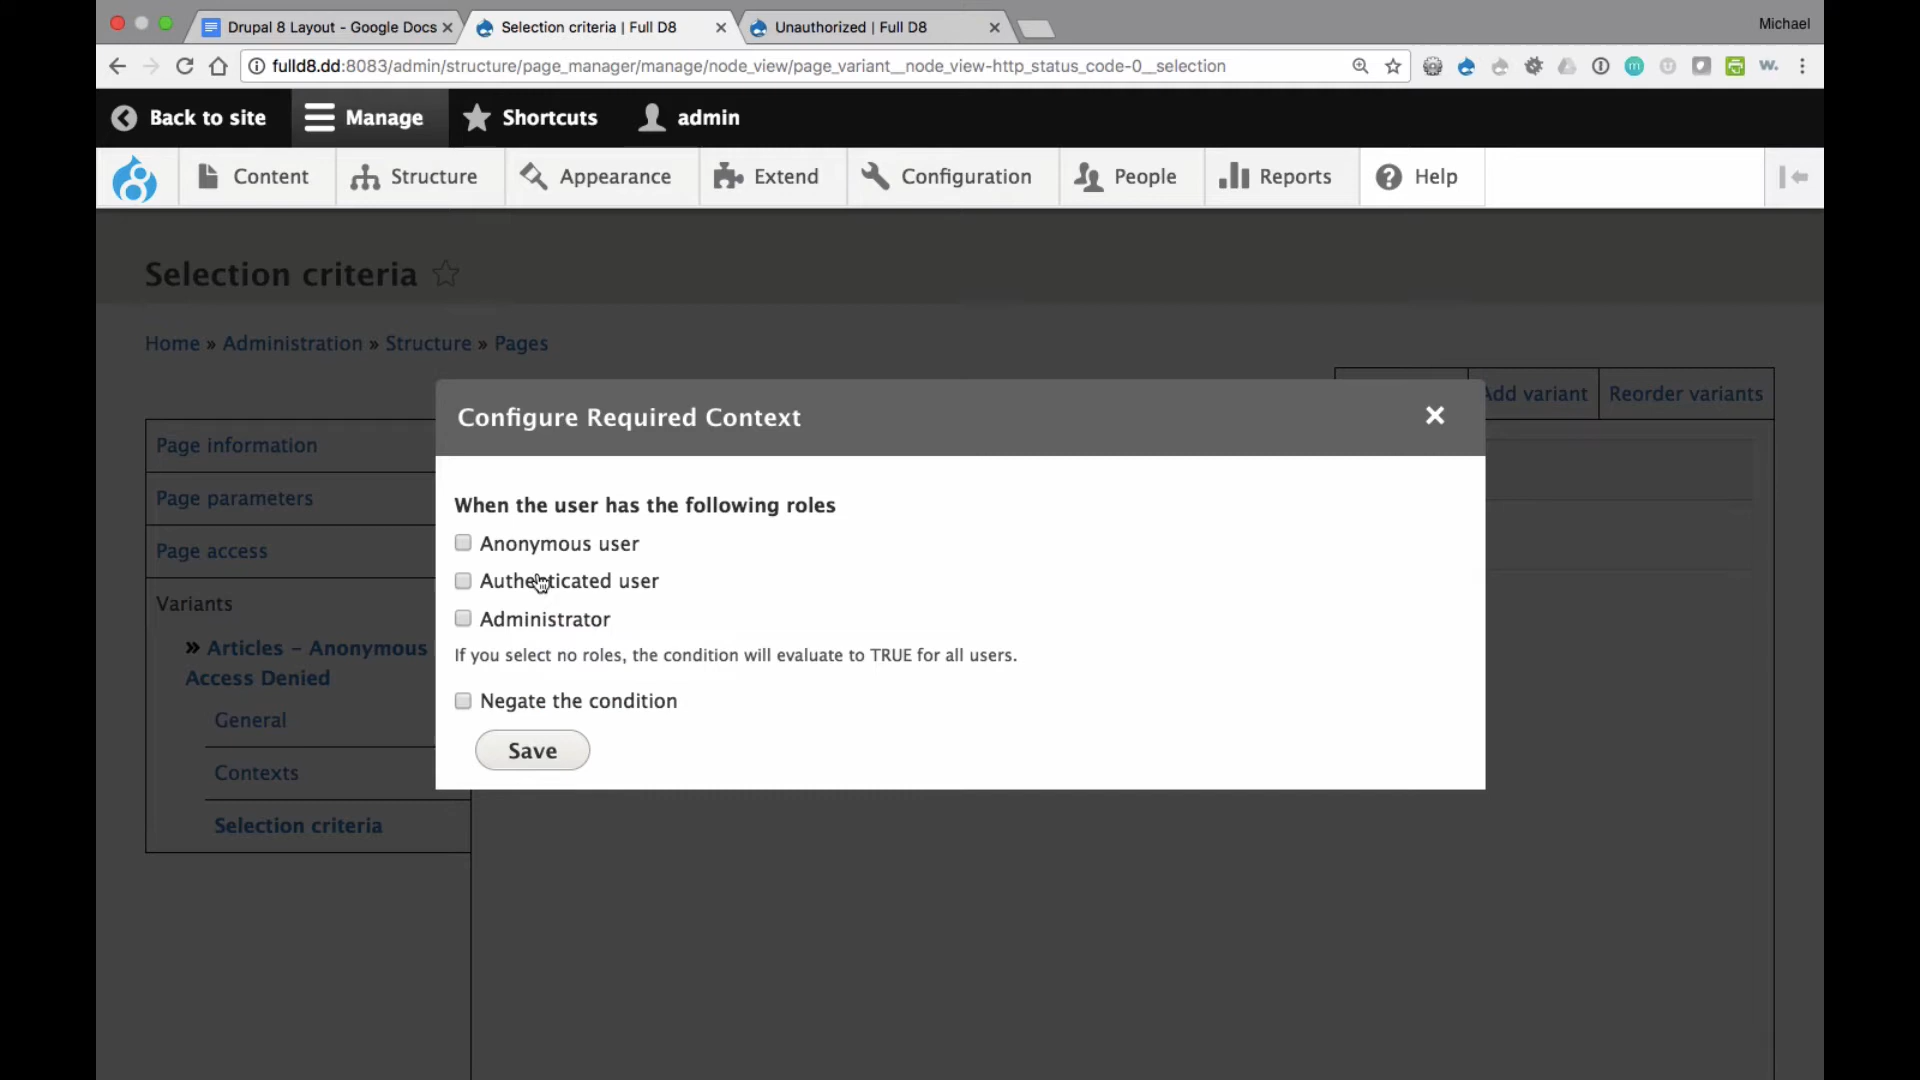 Drupal 8 Layout - Google Docs
Selection criteria | Full D8
Unauthorized | Full D8
Michael
fulld8.dd:8083/admin/structure/page_manager/manage/node_view/page_variant__node_view-http_status_code-0__selection
Back to site
Manage
Shortcuts
admin
Content
Structure
Appearance
Extend
Configuration
People
Reports
Help
Selection criteria
Home » Administration » Structure » Pages
Add variant
Reorder variants
Page information
Page parameters
Page access
Variants
» Articles – Anonymous
Access Denied
General
Contexts
Selection criteria
Configure Required Context
When the user has the following roles
Anonymous user
Authenticated user
Administrator
If you select no roles, the condition will evaluate to TRUE for all users.
Negate the condition
Save